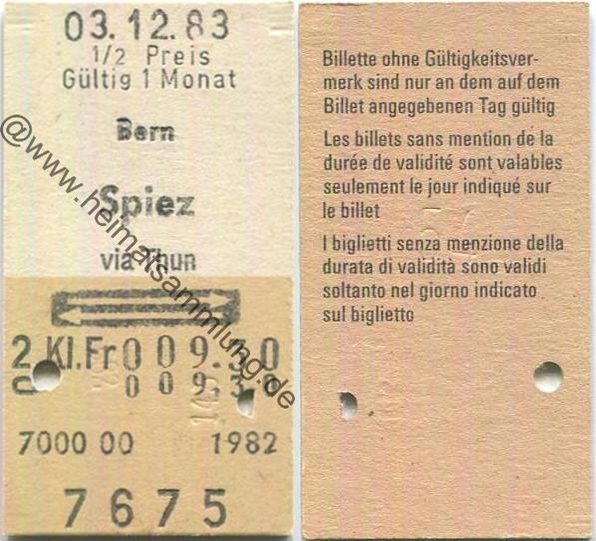 03.12.83
1/2 Preis
Gültig 1 Monat
Bern
Spiez
via Thun
2. Kl. Fr 009.30
0 009.30
7000 00 1982
7675
@www.heimatsammlung.de
Billette ohne Gültigkeitsver-
merk sind nur an dem auf dem
Billet angegebenen Tag gültig
Les billets sans mention de la
durée de validité sont valables
seulement le jour indiqué sur
le billet
I biglietti senza menzione della
durata di validità sono validi
soltanto nel giorno indicato
sul biglietto